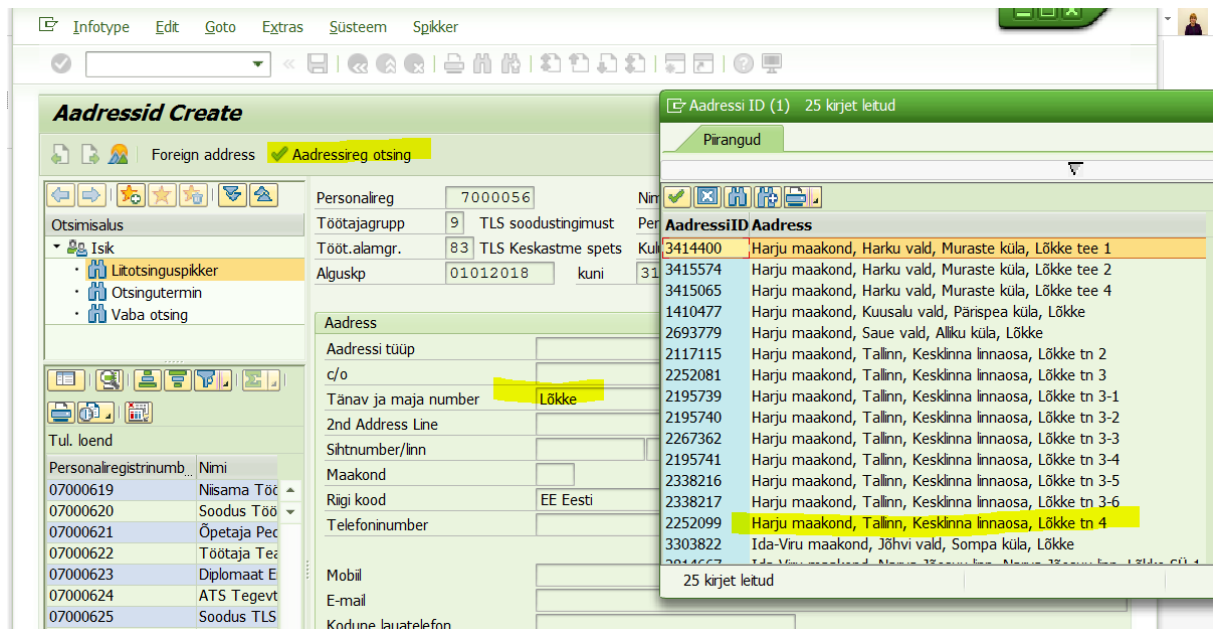 Infotype Edit Goto Extras Süsteem Spikker
Aadressid Create
Foreign address Aadressireg otsing
Otsimisalus
Isik
Liitotsinguspikker
Otsingutermin
Vaba otsing
Tul. loend
Personaliregistrinumb... Nimi
07000619 Niisama Töö
07000620 Soodus Töö
07000621 Õpetaja Ped
07000622 Töötaja Tea
07000623 Diplomaat E
07000624 ATS Tegevt
07000625 Soodus TLS
Personalireg 7000056 Nim
Töötajagrupp 9 TLS soodustingimust Per
Tööt.alamgr. 83 TLS Keskastme spets Kul
Alguskp 01012018 kuni 31
Aadress
Aadressi tüüp
c/o
Tänav ja maja number Lõkke
2nd Address Line
Sihtnumber/linn
Maakond
Riigi kood EE Eesti
Telefoninumber
Mobiil
E-mail
Kodune lauatelefon
Aadressi ID (1) 25 kirjet leitud
Piirangud
AadressiID Aadress
3414400 Harju maakond, Harku vald, Muraste küla, Lõkke tee 1
3415574 Harju maakond, Harku vald, Muraste küla, Lõkke tee 2
3415065 Harju maakond, Harku vald, Muraste küla, Lõkke tee 4
1410477 Harju maakond, Kuusalu vald, Pärispea küla, Lõkke
2693779 Harju maakond, Saue vald, Aliku küla, Lõkke
2117115 Harju maakond, Tallinn, Kesklinna linnaosa, Lõkke tn 2
2252081 Harju maakond, Tallinn, Kesklinna linnaosa, Lõkke tn 3
2195739 Harju maakond, Tallinn, Kesklinna linnaosa, Lõkke tn 3-1
2195740 Harju maakond, Tallinn, Kesklinna linnaosa, Lõkke tn 3-2
2267362 Harju maakond, Tallinn, Kesklinna linnaosa, Lõkke tn 3-3
2195741 Harju maakond, Tallinn, Kesklinna linnaosa, Lõkke tn 3-4
2338216 Harju maakond, Tallinn, Kesklinna linnaosa, Lõkke tn 3-5
2338217 Harju maakond, Tallinn, Kesklinna linnaosa, Lõkke tn 3-6
2252099 Harju maakond, Tallinn, Kesklinna linnaosa, Lõkke tn 4
3303822 Ida-Viru maakond, Jõhvi vald, Sompa küla, Lõkke
25 kirjet leitud